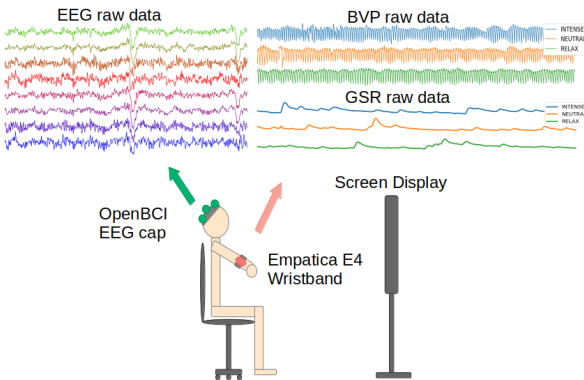 EEG raw data
BVP raw data
INTENSE
NEUTRAL
RELAX
GSR raw data
INTENSE
NEUTRAL
RELAX
Screen Display
OpenBCI
EEG cap
Empatica E4
Wristband